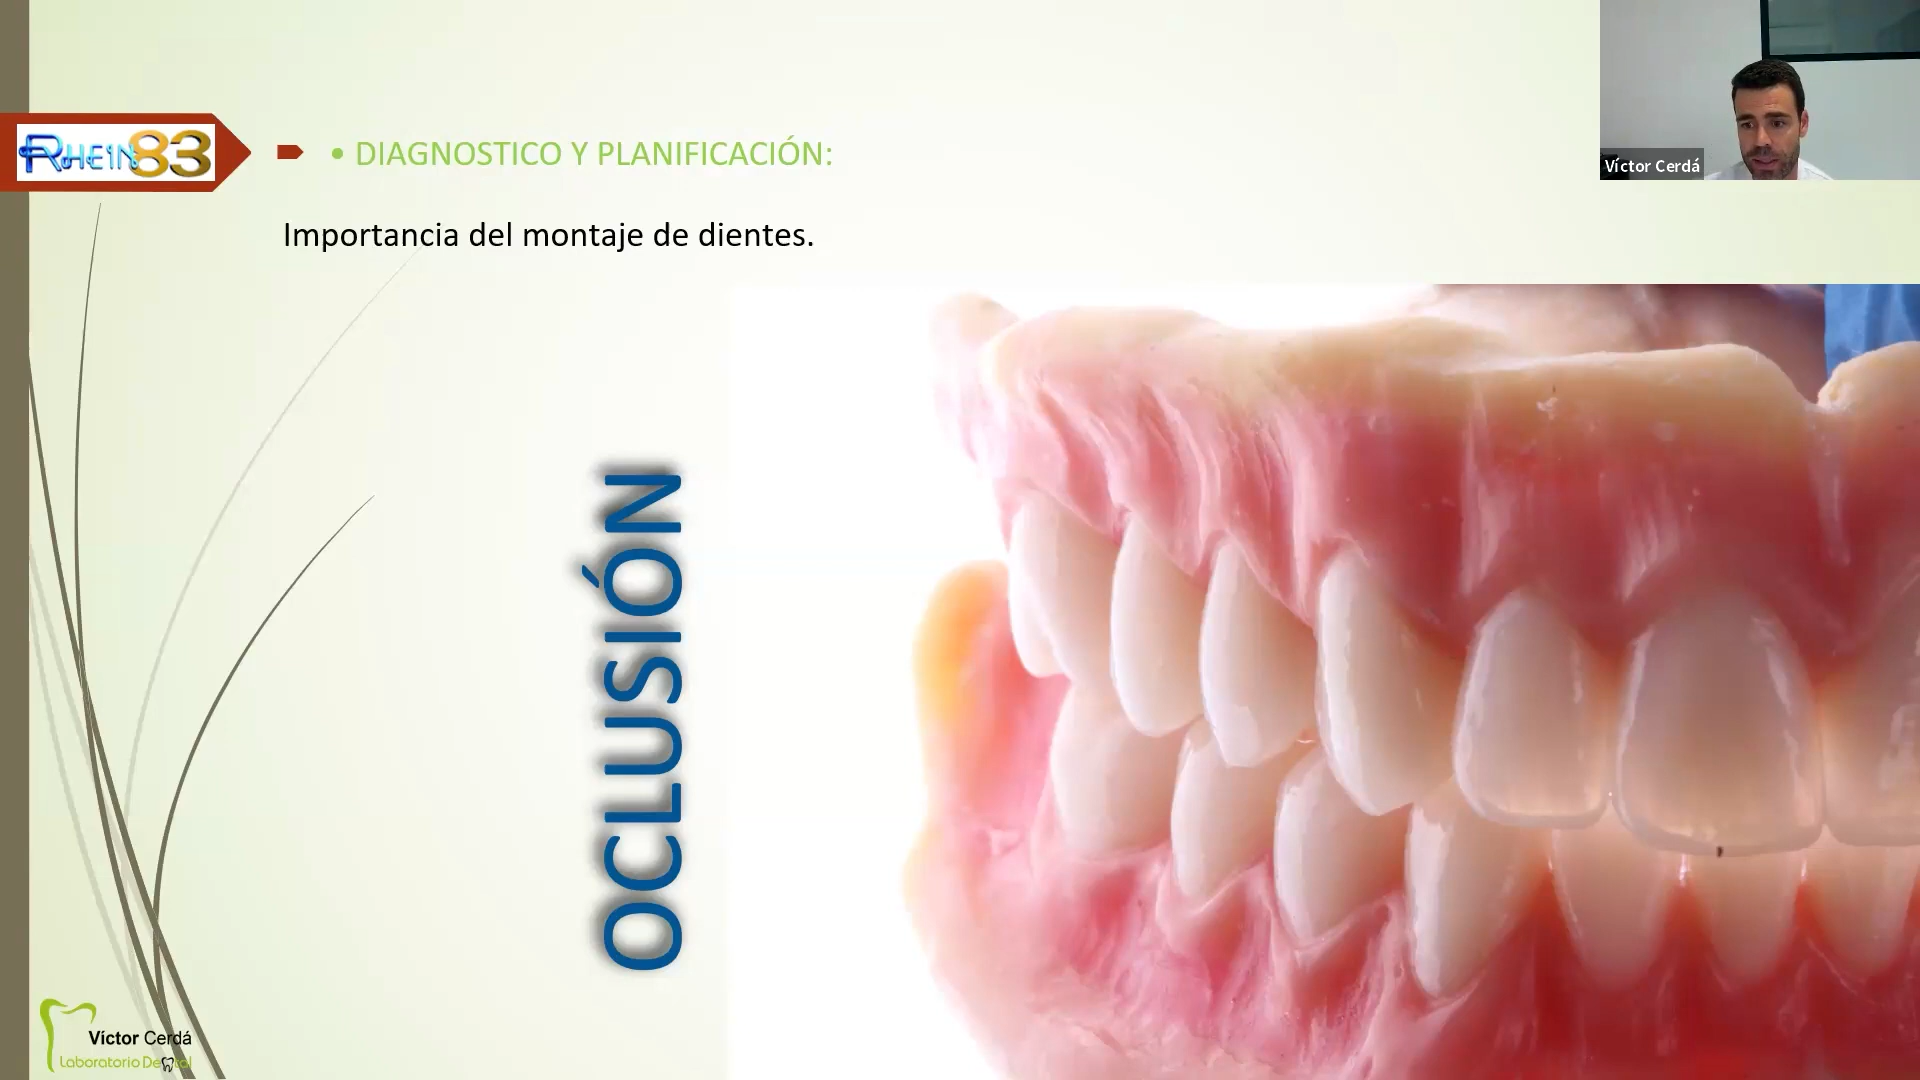 RHEIN83
• DIAGNOSTICO Y PLANIFICACIÓN:
Víctor Cerdá
Importancia del montaje de dientes.
OCLUSIÓN
Víctor Cerdá
Laboratorio Dental